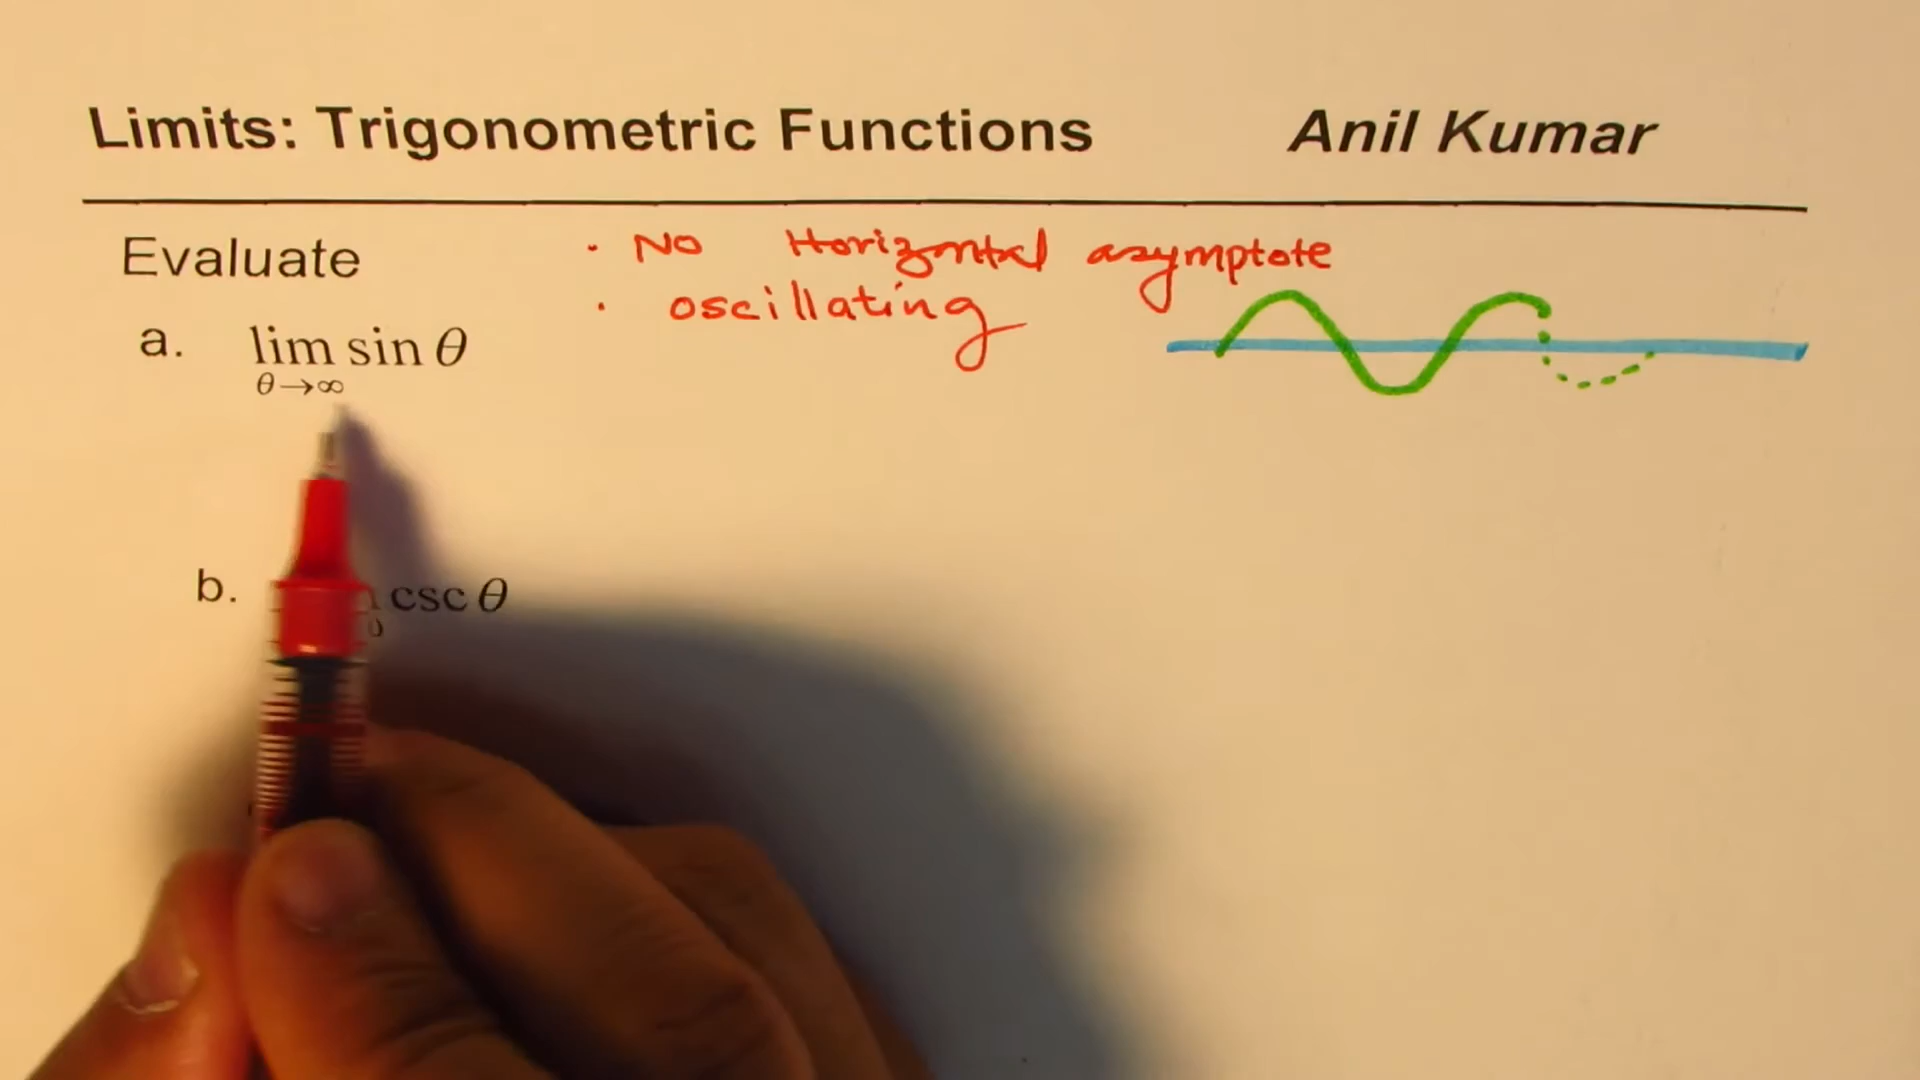 Limits: Trigonometric Functions Anil Kumar
Evaluate
· No Horizontal asymptote
· oscillating
a. lim sin θ
θ→∞
b. csc θ